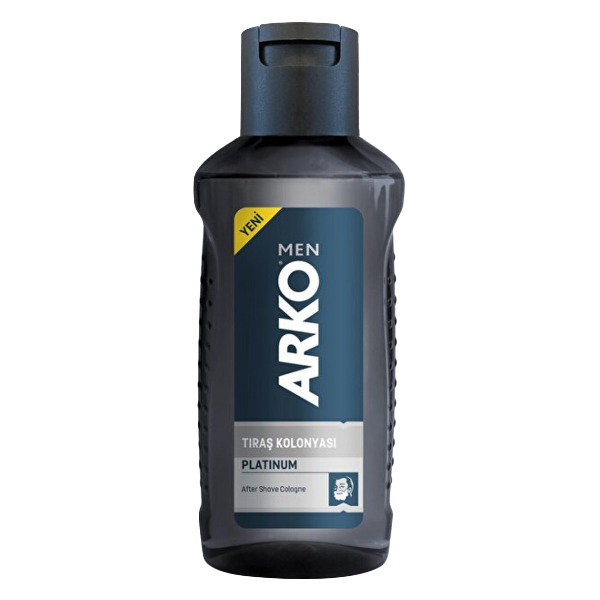 YENİ
MEN
ARKO
TIRAŞ KOLONYASI
PLATINUM
After Shave Cologne